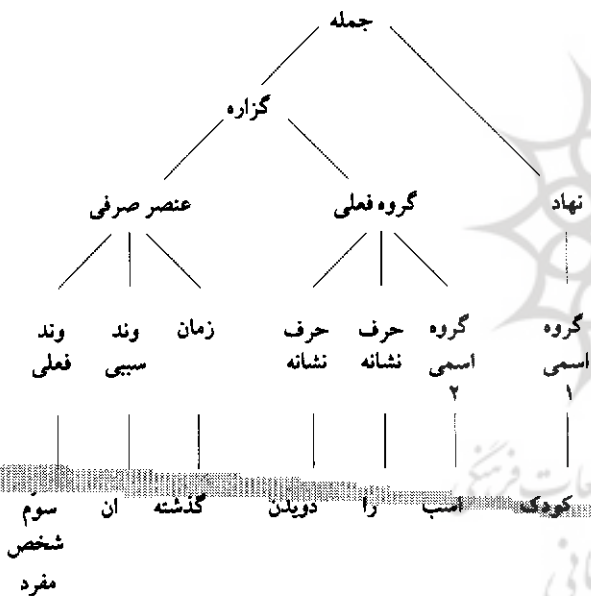 جمله
گزاره
نهاد گروه فعلی عنصر صرفی
گروه اسمی ۱ گروه اسمی ۲ حرف نشانه حرف نشانه زمان وند سببی وند فعلی
کودک اسب را دویدن گذشته ان سوّم شخص مفرد